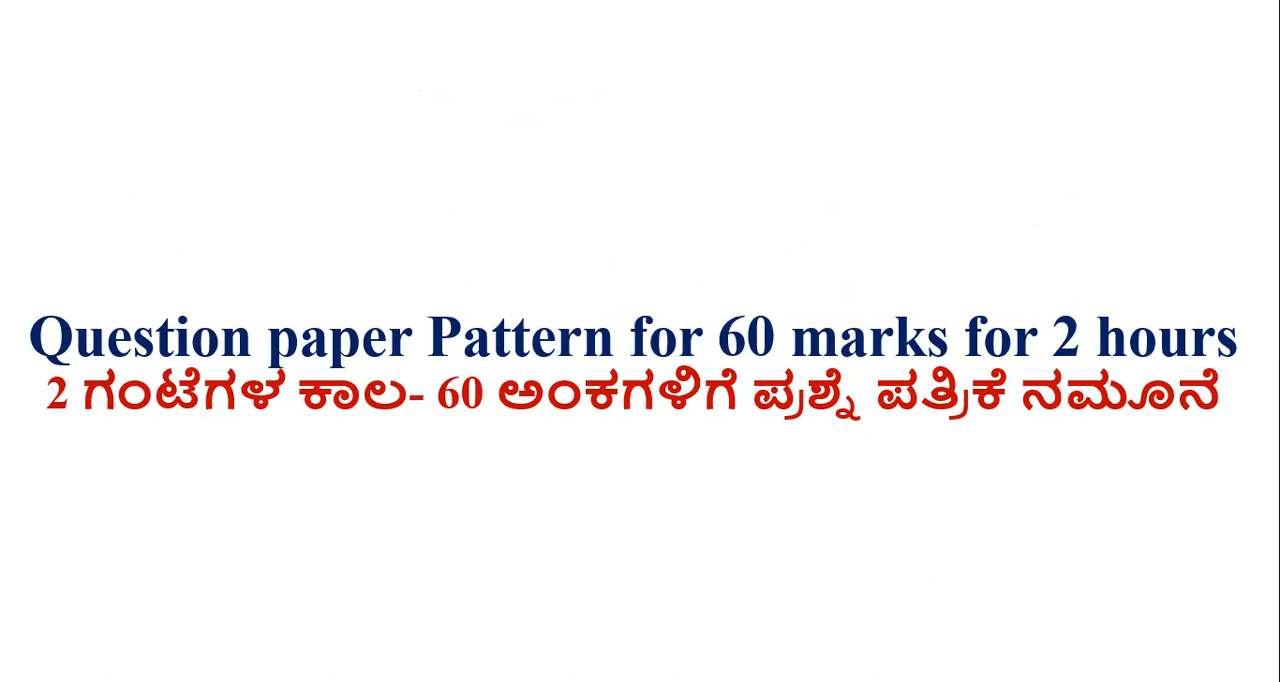 Question paper Pattern for 60 marks for 2 hours
2 ಗಂಟೆಗಳ ಕಾಲ- 60 ಅಂಕಗಳಿಗೆ ಪ್ರಶ್ನೆ ಪತ್ರಿಕೆ ನಮೂನೆ